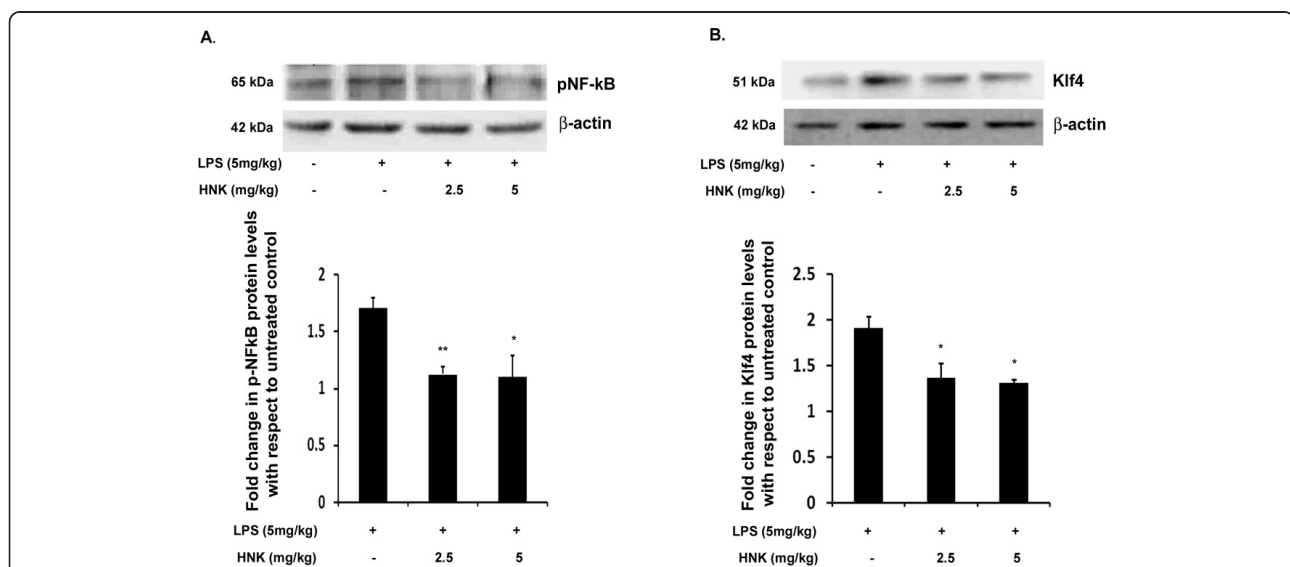 A.
65 kDa
pNF-kB
42 kDa
β-actin
LPS (5mg/kg) - + + +
HNK (mg/kg) - - 2.5 5
Fold change in p-NFkB protein levels
with respect to untreated control
2
1.5
1
0.5
0
**
*
LPS (5mg/kg) + + +
HNK (mg/kg) - 2.5 5
B.
51 kDa
Klf4
42 kDa
β-actin
LPS (5mg/kg) - + + +
HNK (mg/kg) - - 2.5 5
Fold change in Klf4 protein levels
with respect to untreated control
2.5
2
1.5
1
0.5
0
*
*
LPS (5mg/kg) + + +
HNK (mg/kg) - 2.5 5